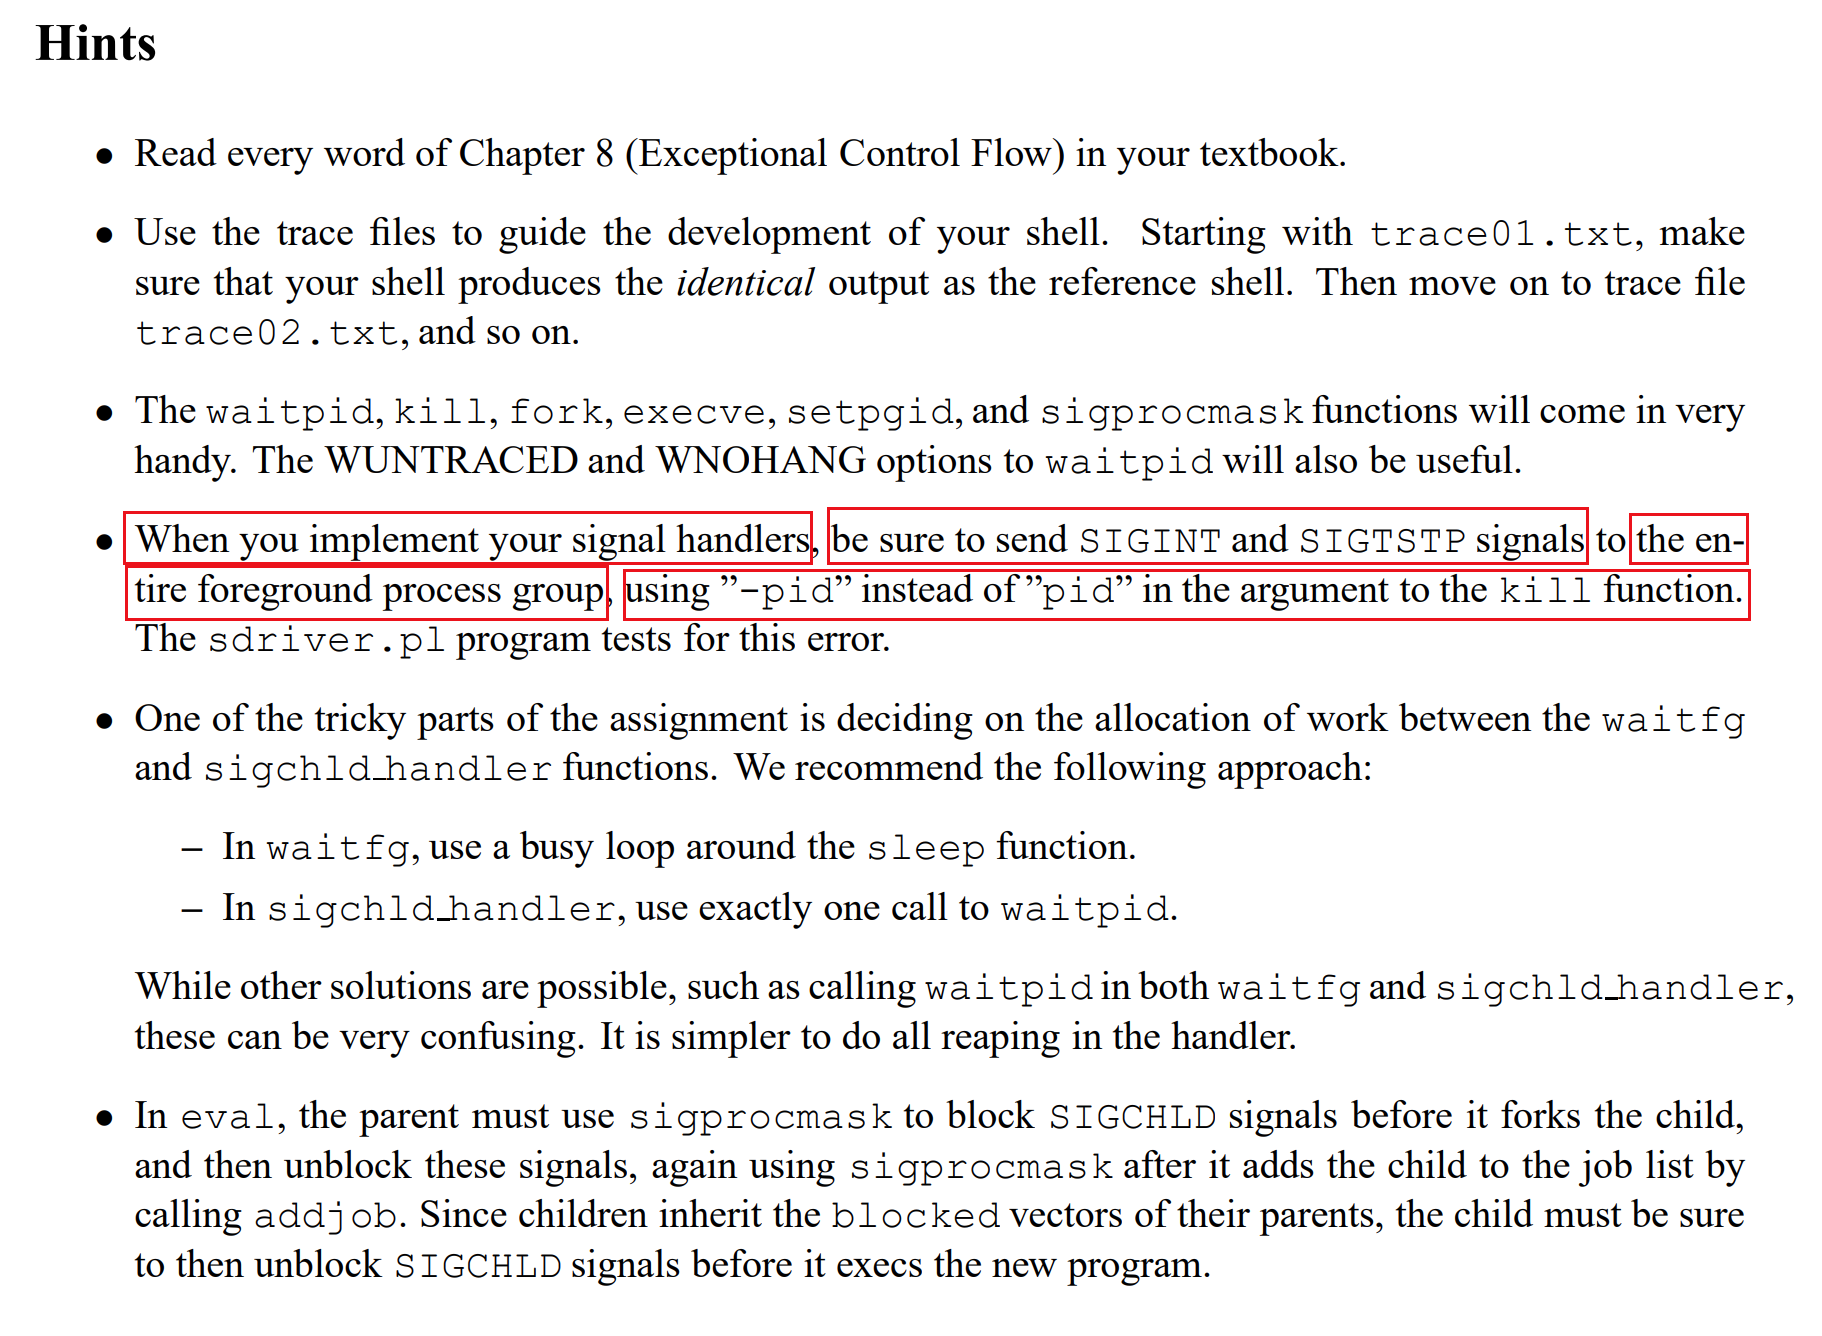 Hints
• Read every word of Chapter 8 (Exceptional Control Flow) in your textbook.
• Use the trace files to guide the development of your shell. Starting with trace01.txt, make
sure that your shell produces the identical output as the reference shell. Then move on to trace file
trace02.txt, and so on.
• The waitpid, kill, fork, execve, setpgid, and sigprocmask functions will come in very
handy. The WUNTRACED and WNOHANG options to waitpid will also be useful.
• When you implement your signal handlers, be sure to send SIGINT and SIGTSTP signals to the en-
tire foreground process group, using ”-pid” instead of ”pid” in the argument to the kill function.
The sdriver.pl program tests for this error.
• One of the tricky parts of the assignment is deciding on the allocation of work between the waitfg
and sigchld_handler functions. We recommend the following approach:
– In waitfg, use a busy loop around the sleep function.
– In sigchld_handler, use exactly one call to waitpid.
While other solutions are possible, such as calling waitpid in both waitfg and sigchld_handler,
these can be very confusing. It is simpler to do all reaping in the handler.
• In eval, the parent must use sigprocmask to block SIGCHLD signals before it forks the child,
and then unblock these signals, again using sigprocmask after it adds the child to the job list by
calling addjob. Since children inherit the blocked vectors of their parents, the child must be sure
to then unblock SIGCHLD signals before it execs the new program.